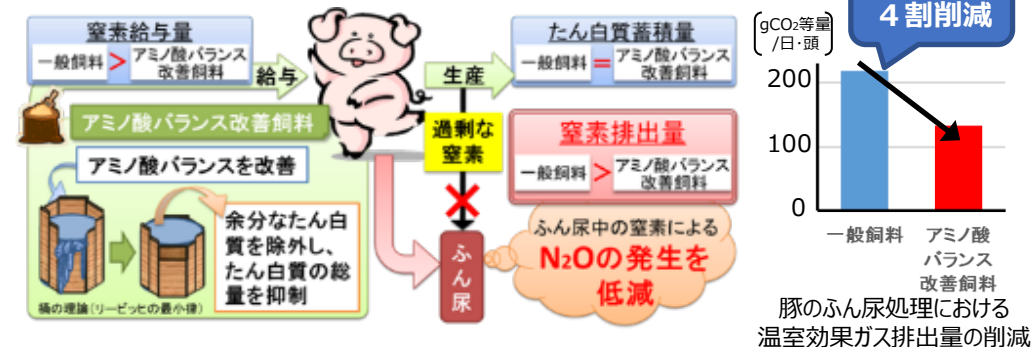 窒素給与量
一般飼料 > アミノ酸バランス
改善飼料
給与
アミノ酸バランス改善飼料
アミノ酸バランスを改善
余分なたん白
質を除外し、
たん白質の総
量を抑制
桶の理論(リービッヒの最小律)
生産
過剰な
窒素
ふん尿
たん白質蓄積量
一般飼料 = アミノ酸バランス
改善飼料
窒素排出量
一般飼料 > アミノ酸バランス
改善飼料
ふん尿中の窒素による
N₂Oの発生を
低減
gCO₂等量
/日・頭
4割削減
200
100
0
一般飼料
アミノ酸
バランス
改善飼料
豚のふん尿処理における
温室効果ガス排出量の削減